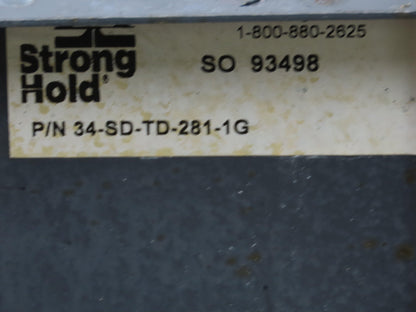 1-800-880-2625
Strong
Hold®
SO 93498
P/N 34-SD-TD-281-1G